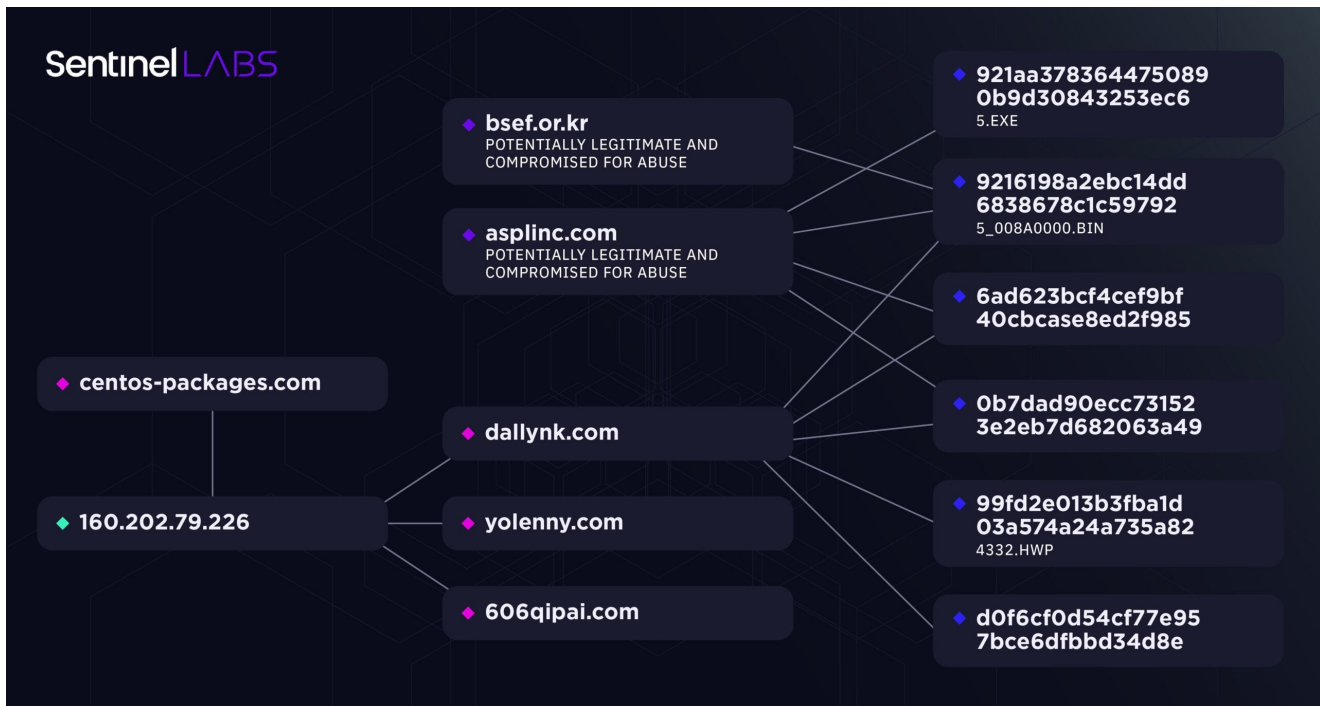 SentinelLABS
bsef.or.kr
POTENTIALLY LEGITIMATE AND
COMPROMISED FOR ABUSE
asplinc.com
POTENTIALLY LEGITIMATE AND
COMPROMISED FOR ABUSE
centos-packages.com
160.202.79.226
dallynk.com
yolenny.com
606qipai.com
921aa378364475089
0b9d30843253ec6
5.EXE
9216198a2ebc14dd
6838678c1c59792
5_008A0000.BIN
6ad623bcf4cef9bf
40cbcase8ed2f985
0b7dad90ecc73152
3e2eb7d682063a49
99fd2e013b3fba1d
03a574a24a735a82
4332.HWP
d0f6cf0d54cf77e95
7bce6dfbbd34d8e